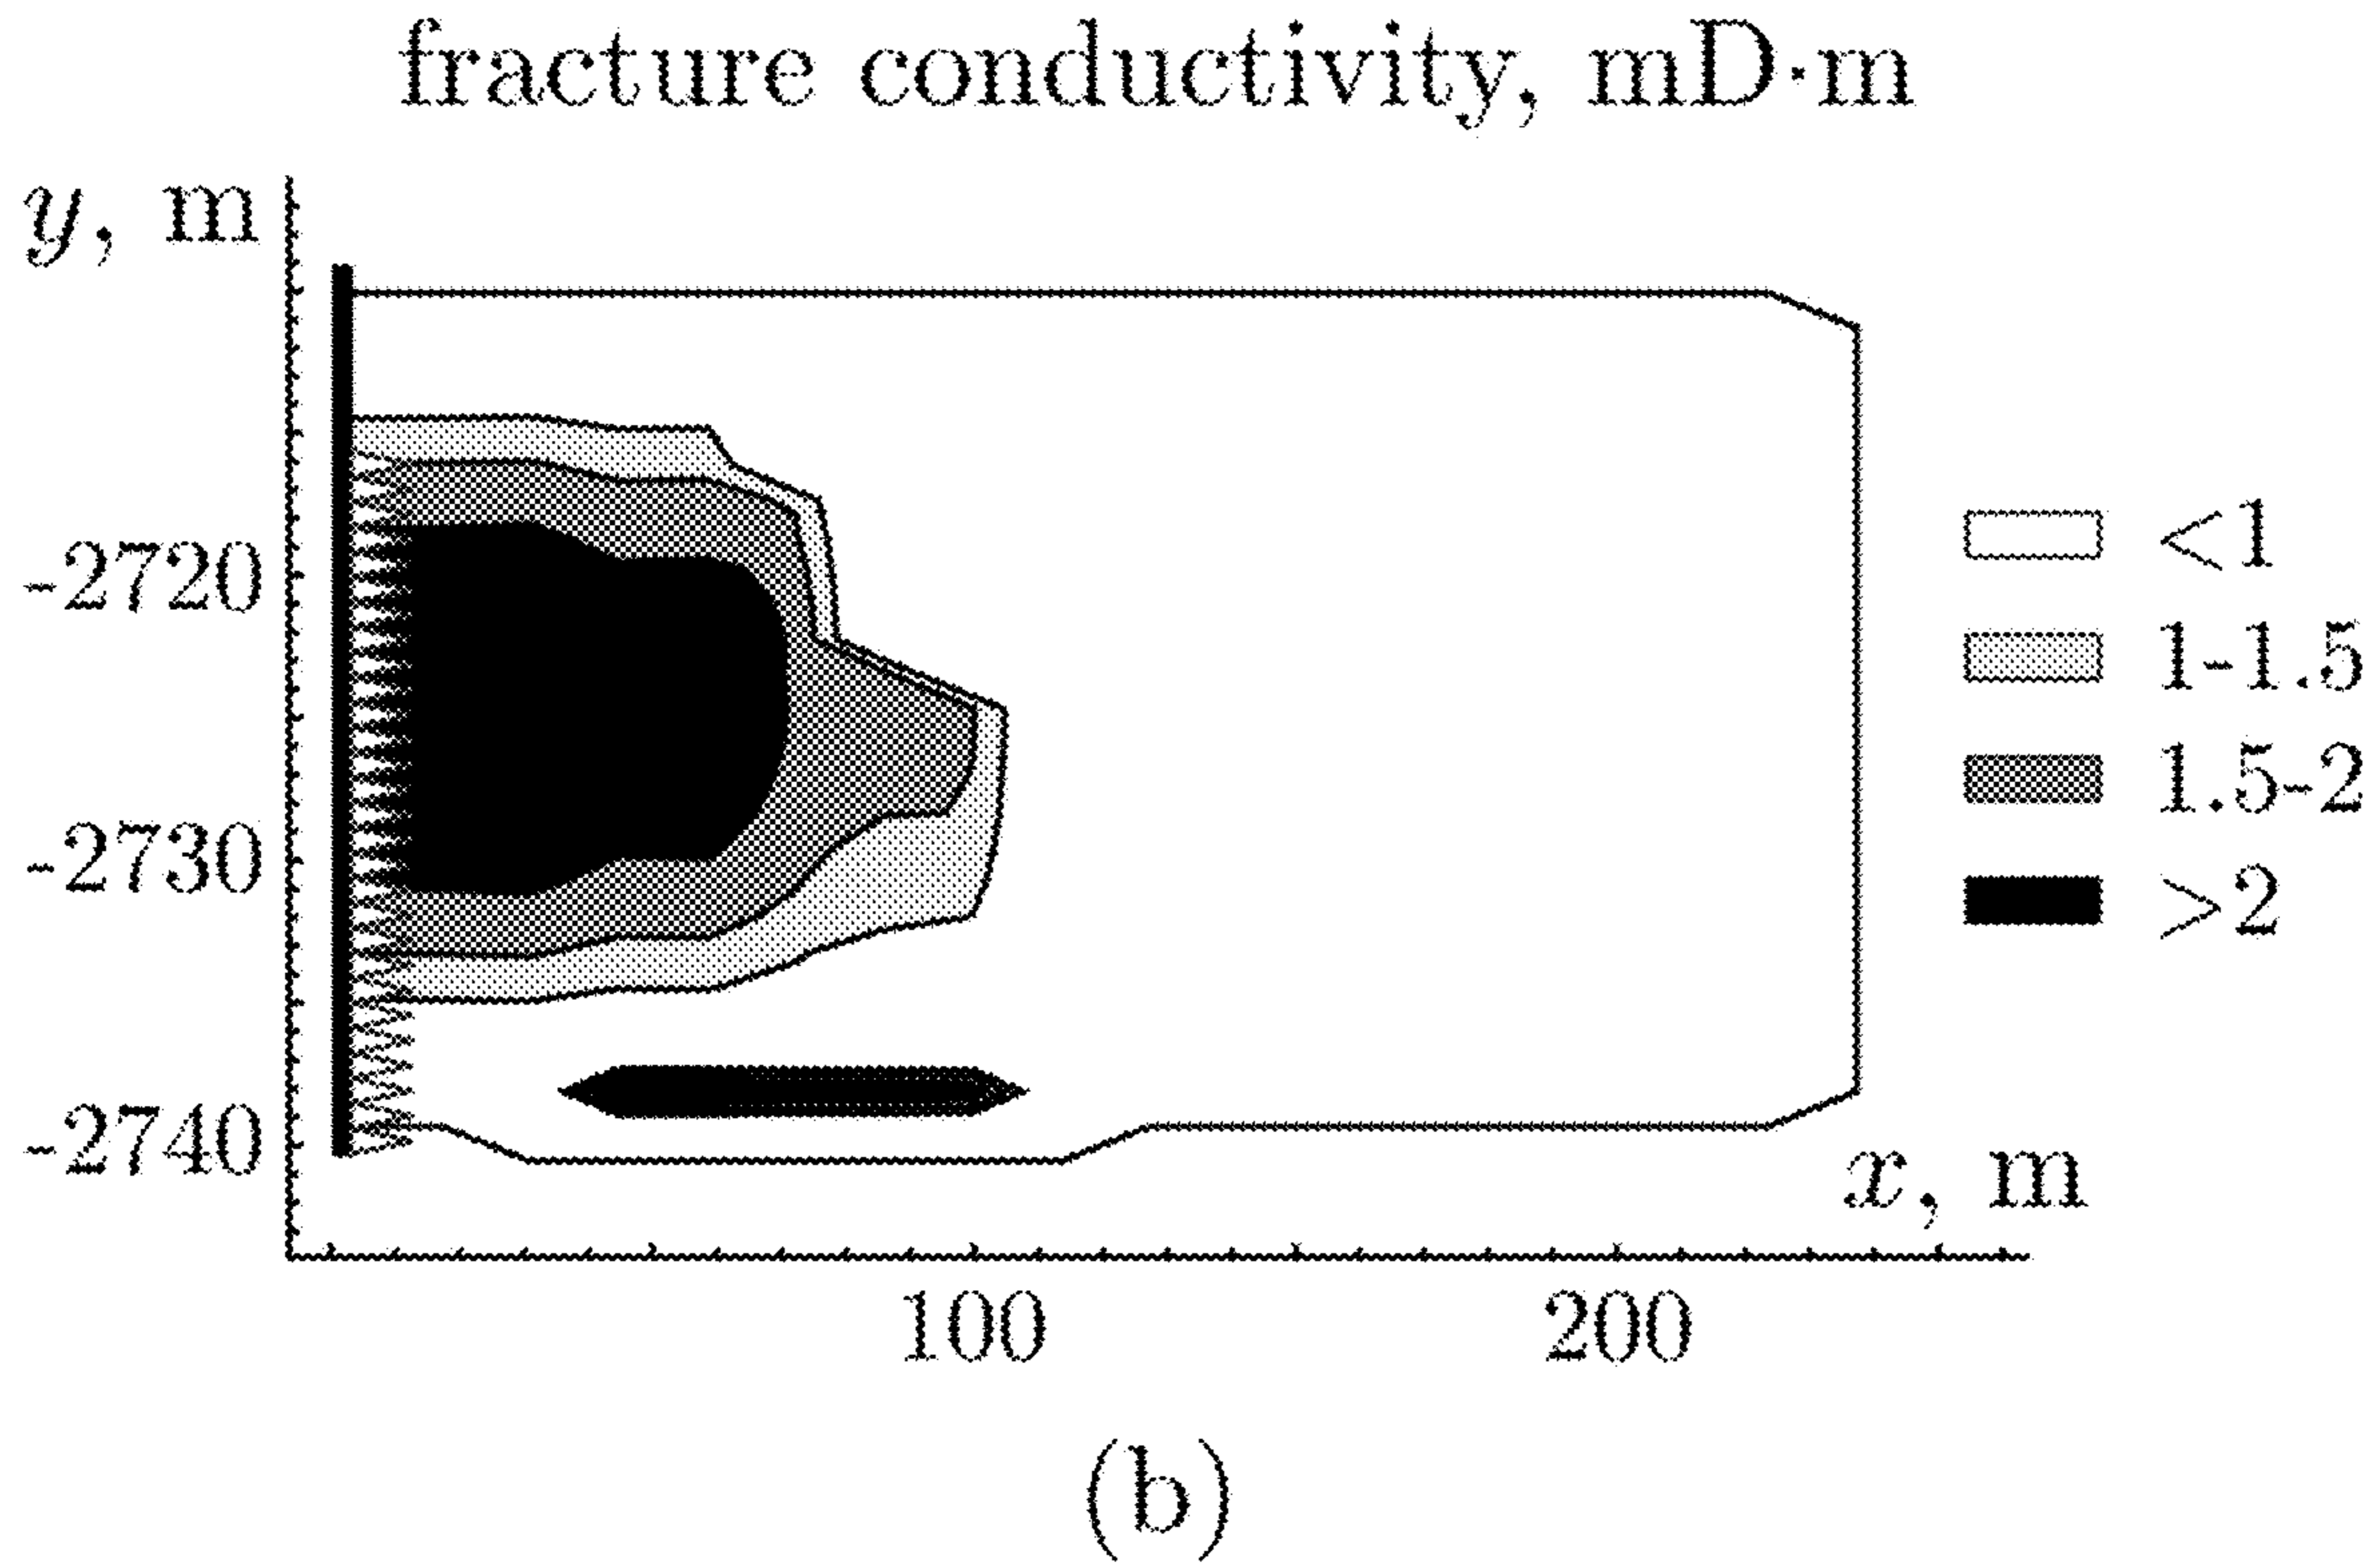 fracture conductivity, mD·m
y, m
-2720
-2730
-2740
<1
1-1.5
1.5-2
>2
x, m
100
200
(b)